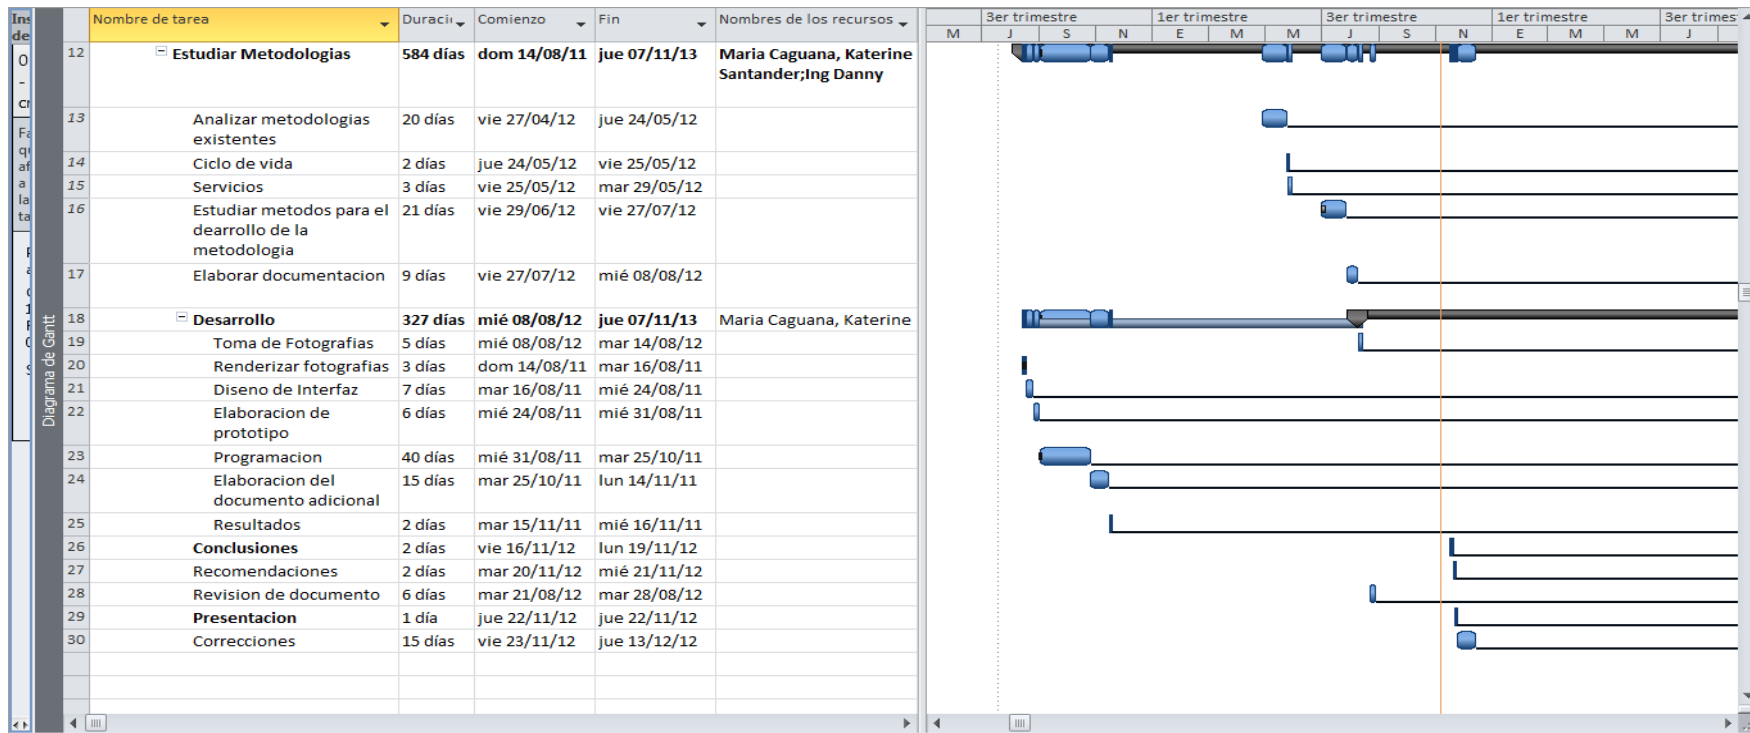 Ins Nombre de tarea Duració Comienzo Fin Nombres de los recursos 3er trimestre 1er trimestre 3er trimestre 1er trimestre 3er trimes
de M J S N E M M J S N E M M J
12 Estudiar Metodologias 584 días dom 14/08/11 jue 07/11/13 Maria Caguana, Katerine
Santander;Ing Danny
13 Analizar metodologias 20 días vie 27/04/12 jue 24/05/12
existentes
14 Ciclo de vida 2 días jue 24/05/12 vie 25/05/12
15 Servicios 3 días vie 25/05/12 mar 29/05/12
16 Estudiar metodos para el 21 días vie 29/06/12 vie 27/07/12
dearrollo de la
metodologia
17 Elaborar documentacion 9 días vie 27/07/12 mié 08/08/12
18 Desarrollo 327 días mié 08/08/12 jue 07/11/13 Maria Caguana, Katerine
19 Toma de Fotografias 5 días mié 08/08/12 mar 14/08/12
20 Renderizar fotografias 3 días dom 14/08/11 mar 16/08/11
21 Diseno de Interfaz 7 días mar 16/08/11 mié 24/08/11
22 Elaboracion de 6 días mié 24/08/11 mié 31/08/11
prototipo
23 Programacion 40 días mié 31/08/11 mar 25/10/11
24 Elaboracion del 15 días mar 25/10/11 lun 14/11/11
documento adicional
25 Resultados 2 días mar 15/11/11 mié 16/11/11
26 Conclusiones 2 días vie 16/11/12 lun 19/11/12
27 Recomendaciones 2 días mar 20/11/12 mié 21/11/12
28 Revision de documento 6 días mar 21/08/12 mar 28/08/12
29 Presentacion 1 día jue 22/11/12 jue 22/11/12
30 Correcciones 15 días vie 23/11/12 jue 13/12/12
Diagrama de Gantt